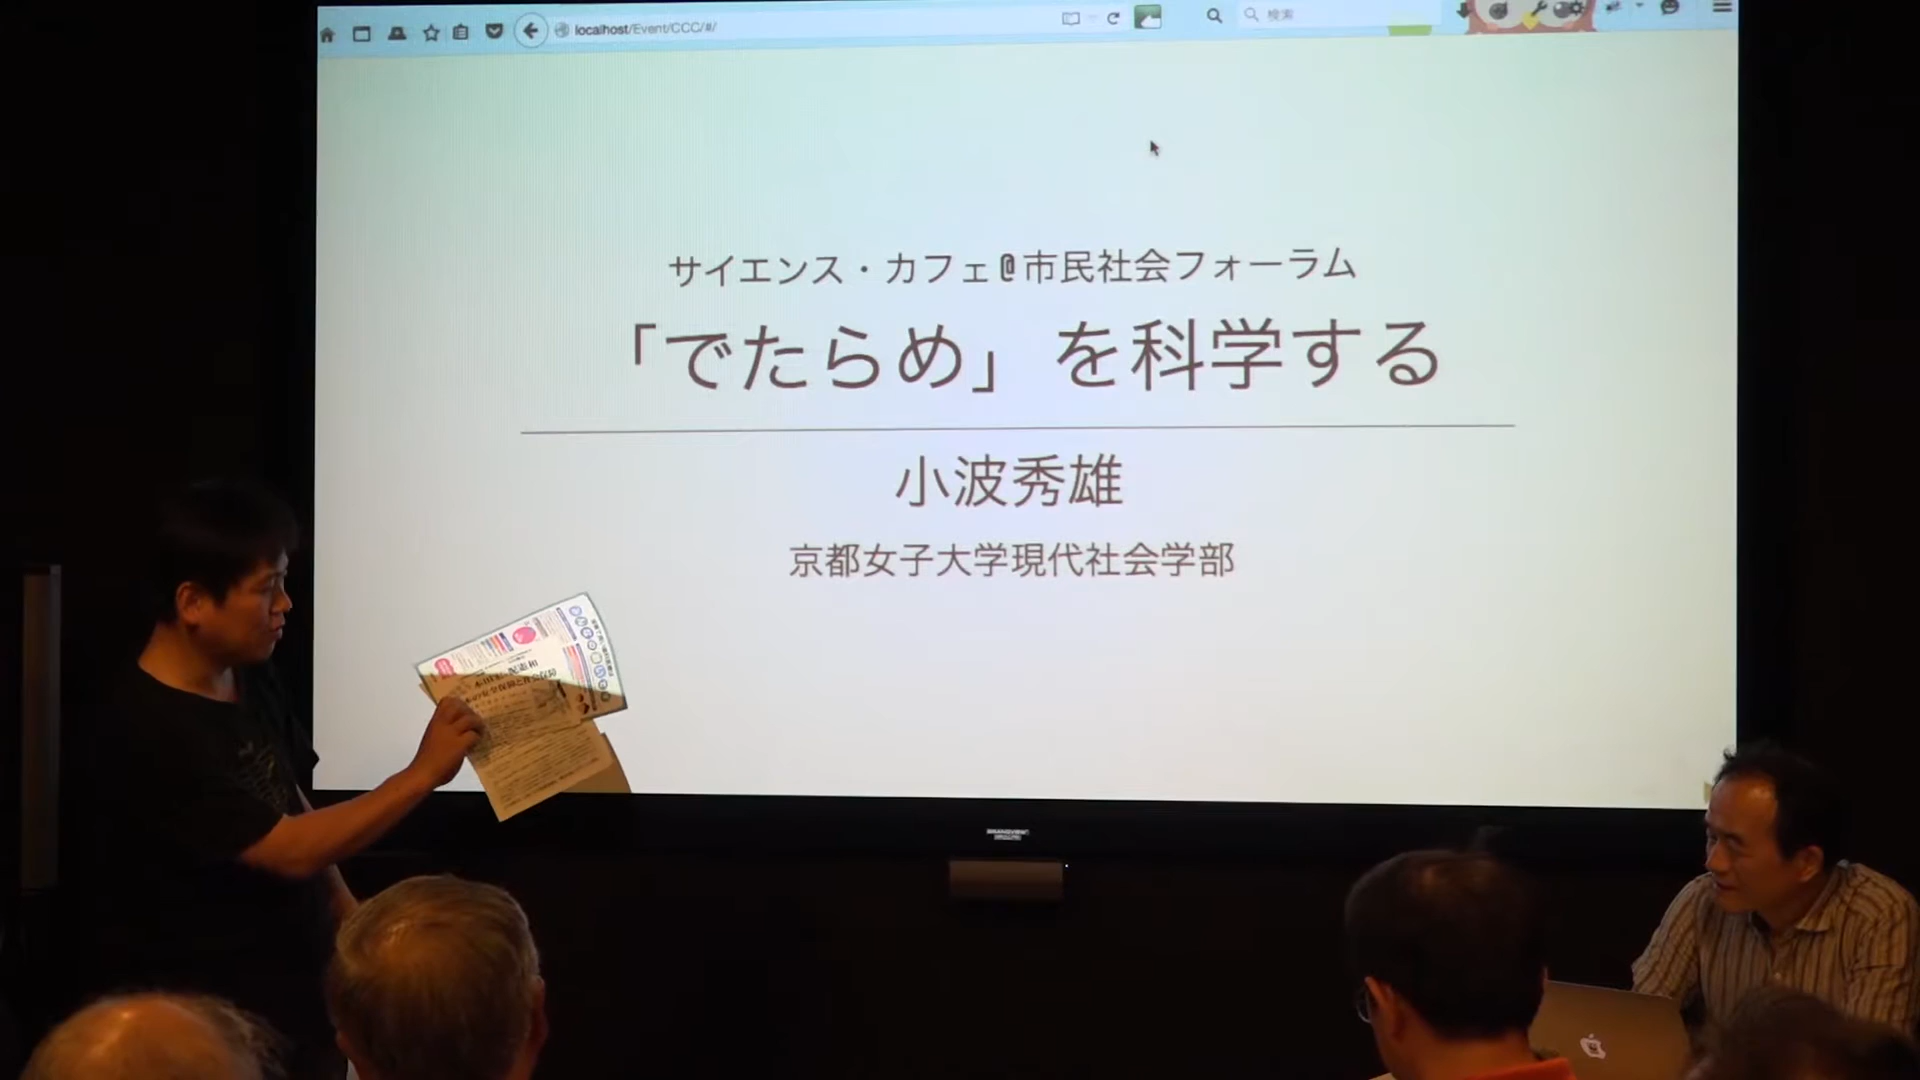 localhost/Event/CCC/#/
検索
サイエンス・カフェ@市民社会フォーラム
「でたらめ」を科学する
小波秀雄
京都女子大学現代社会学部